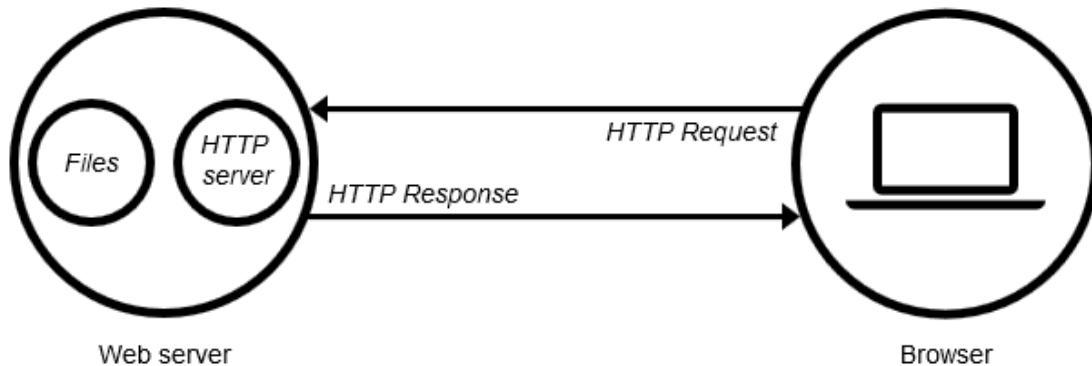 Files
HTTP
server
HTTP Request
HTTP Response
Web server
Browser